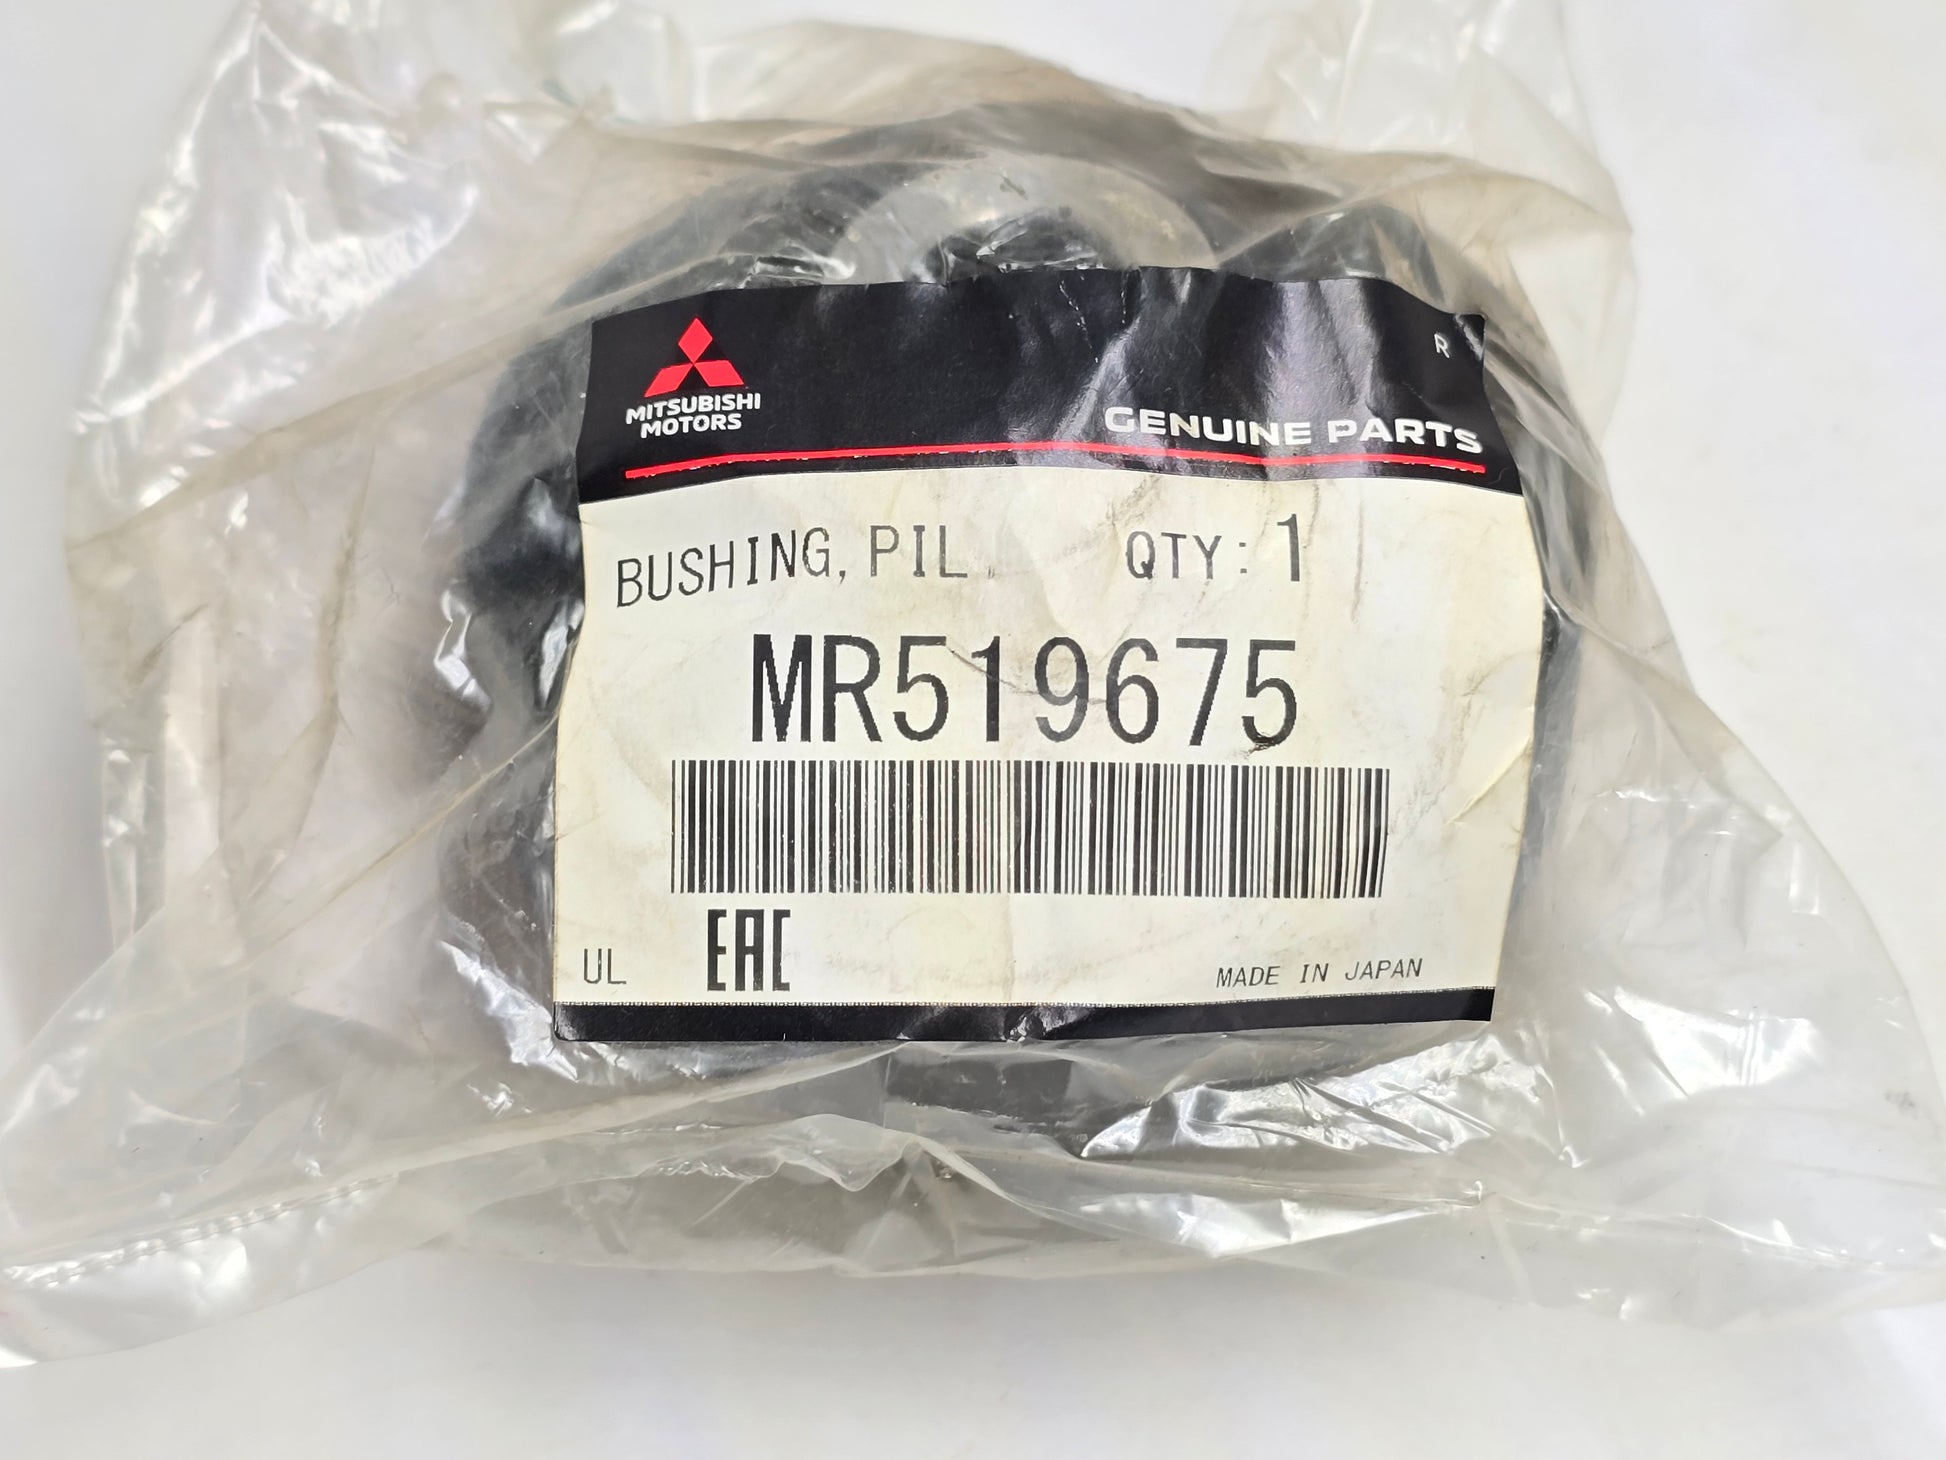 R
MITSUBISHI
MOTORS
GENUINE PARTS
BUSHING, PIL QTY: 1
MR519675
UL EAC MADE IN JAPAN